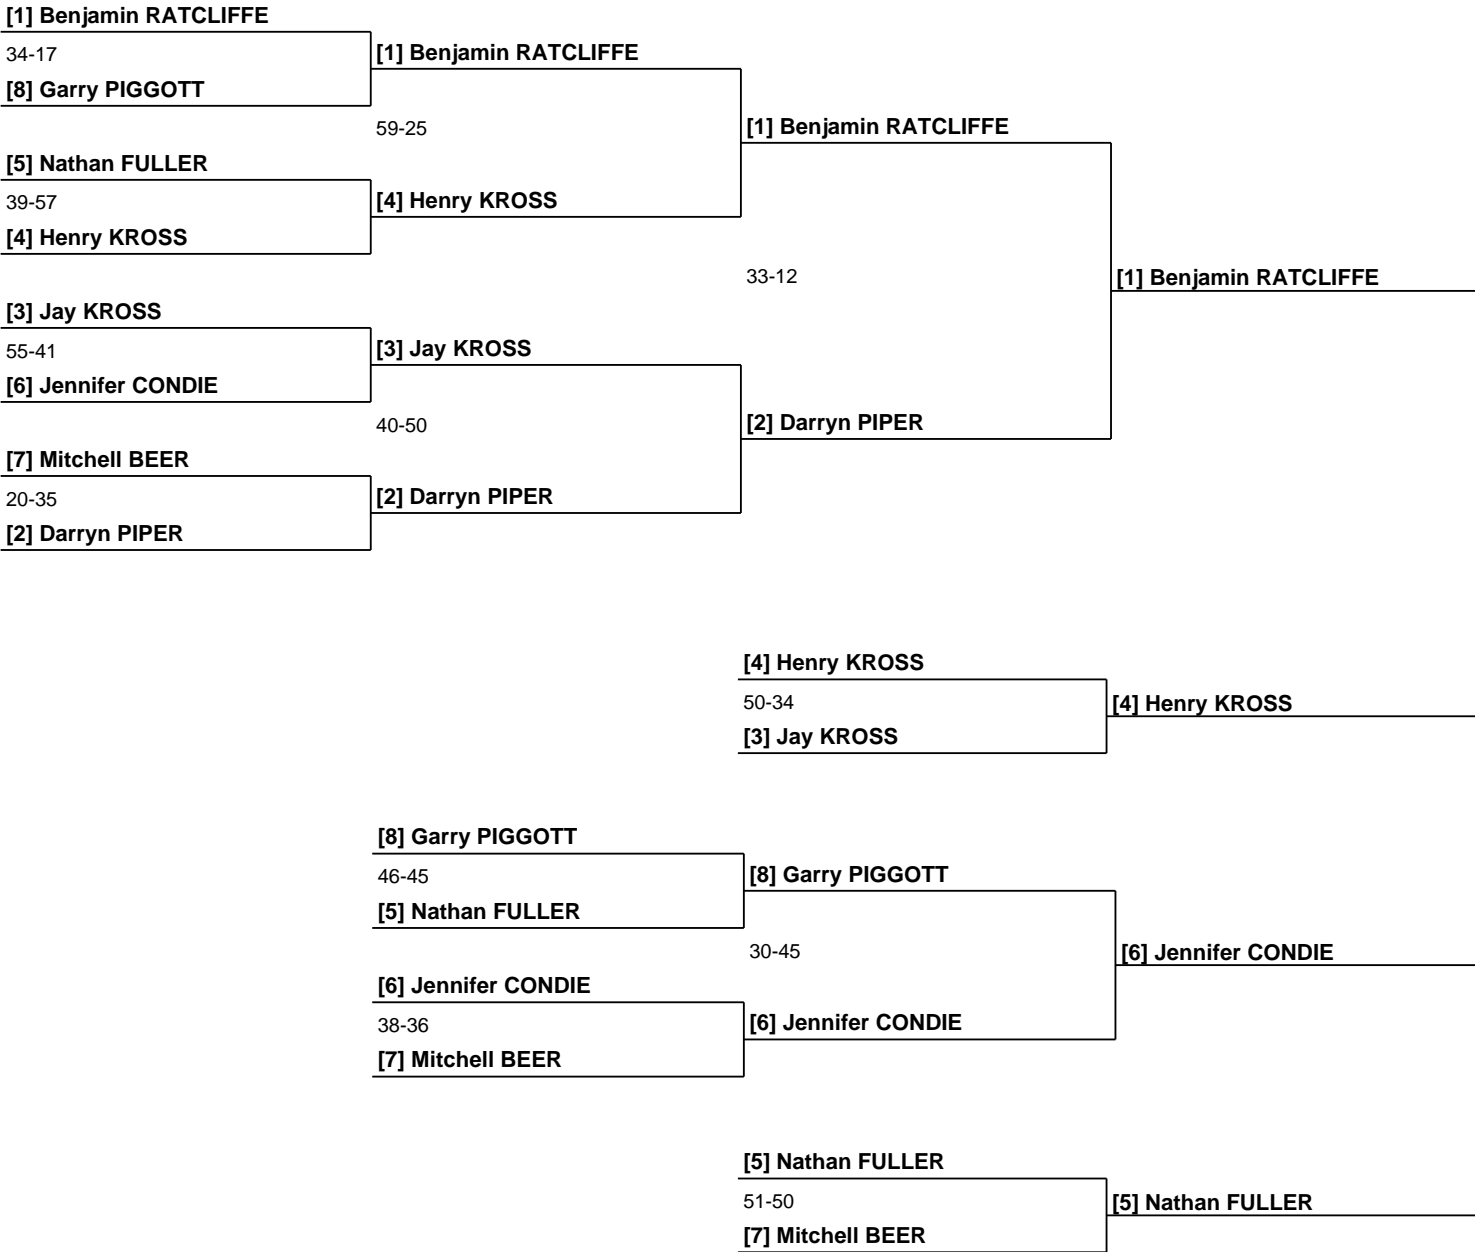 [1] Benjamin RATCLIFFE
34-17
[1] Benjamin RATCLIFFE
[8] Garry PIGGOTT
59-25
[1] Benjamin RATCLIFFE
[5] Nathan FULLER
39-57
[4] Henry KROSS
[4] Henry KROSS
33-12
[1] Benjamin RATCLIFFE
[3] Jay KROSS
55-41
[3] Jay KROSS
[6] Jennifer CONDIE
40-50
[2] Darryn PIPER
[7] Mitchell BEER
20-35
[2] Darryn PIPER
[2] Darryn PIPER
[4] Henry KROSS
50-34
[4] Henry KROSS
[3] Jay KROSS
[8] Garry PIGGOTT
46-45
[8] Garry PIGGOTT
[5] Nathan FULLER
30-45
[6] Jennifer CONDIE
[6] Jennifer CONDIE
38-36
[6] Jennifer CONDIE
[7] Mitchell BEER
[5] Nathan FULLER
51-50
[5] Nathan FULLER
[7] Mitchell BEER